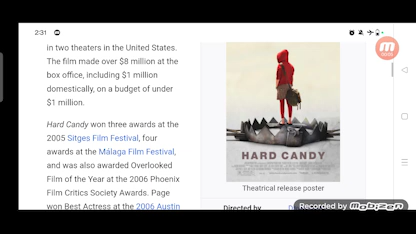 2:31
in two theaters in the United States.
The film made over $8 million at the
box office, including $1 million
domestically, on a budget of under
$1 million.
Hard Candy won three awards at the
2005 Sitges Film Festival, four
awards at the Málaga Film Festival,
and was also awarded Overlooked
Film of the Year at the 2006 Phoenix
Film Critics Society Awards. Page
won Best Actress at the 2006 Austin
HARD CANDY
Theatrical release poster
Directed by
Recorded by MOBIZEN